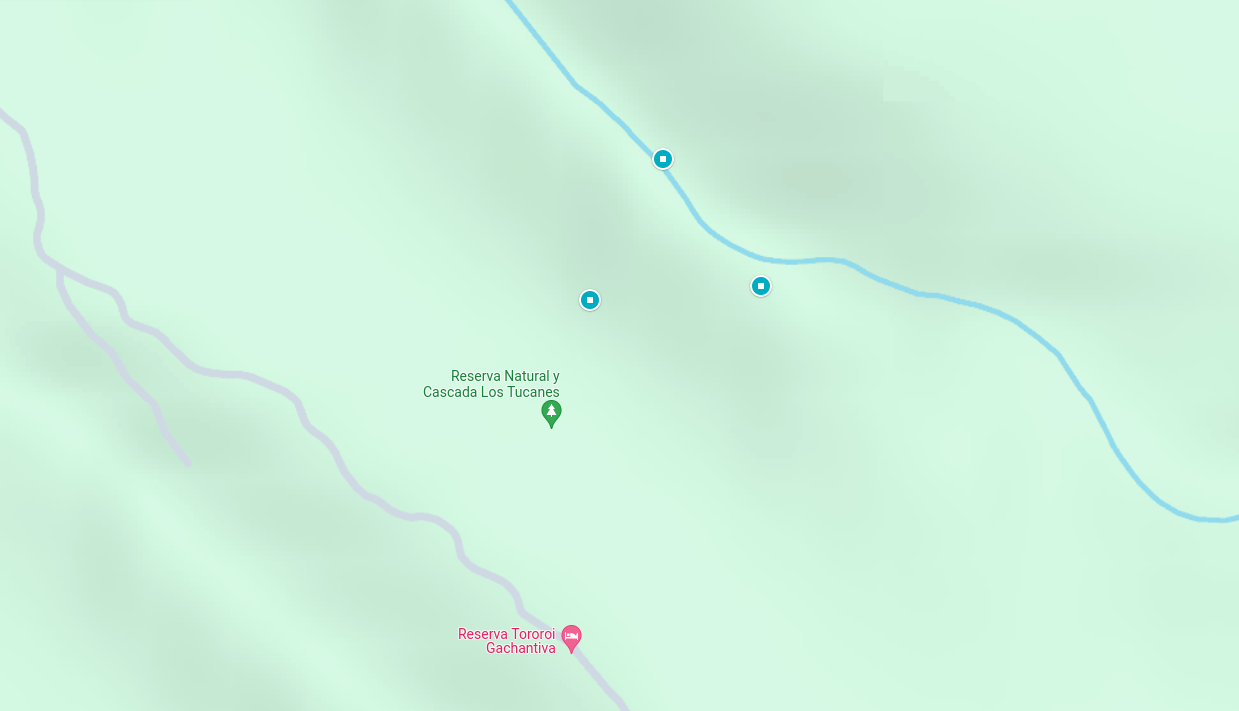 Reserva Natural y
Cascada Los Tucanes
Reserva Tororoi
Gachantiva